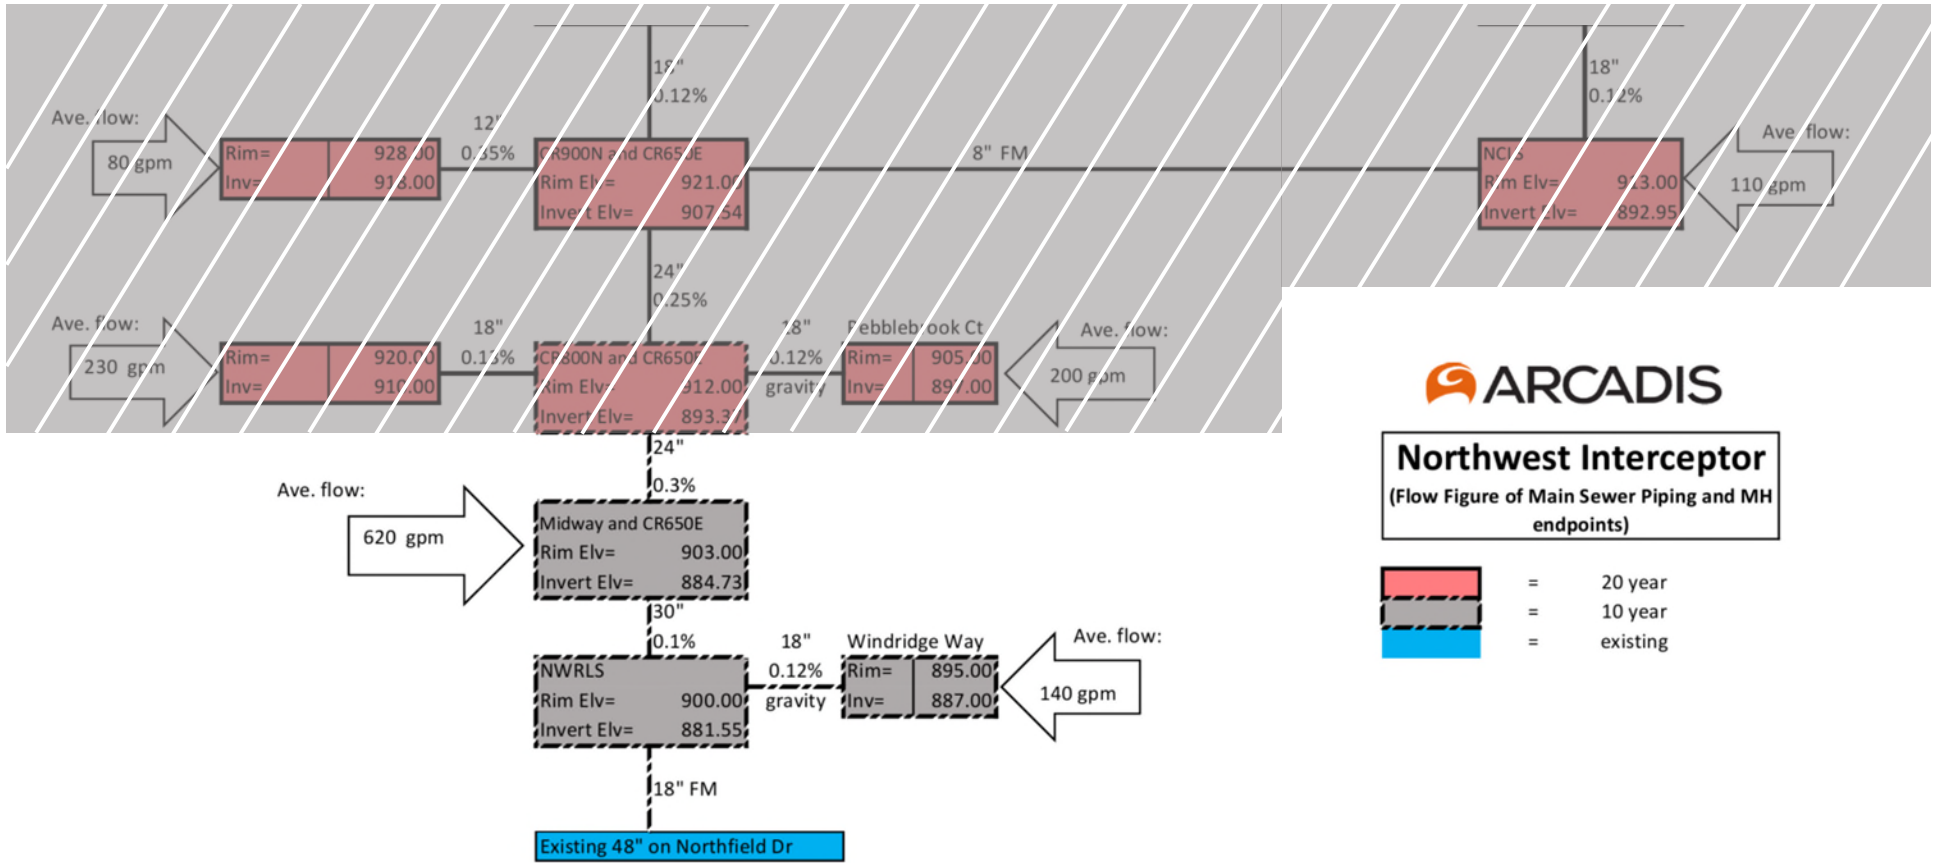 18"
0.12%
18"
0.12%
Ave. flow:
80 gpm
Rim= 928.00
Inv= 918.00
12"
0.35%
CR900N and CR650E
Rim Elv= 921.00
Invert Elv= 907.54
8" FM
NCLS
Rim Elv= 913.00
Invert Elv= 892.95
Ave. flow:
110 gpm
24"
0.25%
Ave. flow:
230 gpm
Rim= 920.00
Inv= 910.00
18"
0.13%
CR800N and CR650E
Rim Elv= 912.00
Invert Elv= 893.37
18"
0.12%
gravity
Pebblebrook Ct
Rim= 905.00
Inv= 897.00
Ave. flow:
200 gpm
ARCADIS
Northwest Interceptor
(Flow Figure of Main Sewer Piping and MH
endpoints)
24"
0.3%
Ave. flow:
620 gpm
Midway and CR650E
Rim Elv= 903.00
Invert Elv= 884.73
= 20 year
= 10 year
= existing
30"
0.1%
NWRLS
Rim Elv= 900.00
Invert Elv= 881.55
18"
0.12%
gravity
Windridge Way
Rim= 895.00
Inv= 887.00
Ave. flow:
140 gpm
18" FM
Existing 48" on Northfield Dr